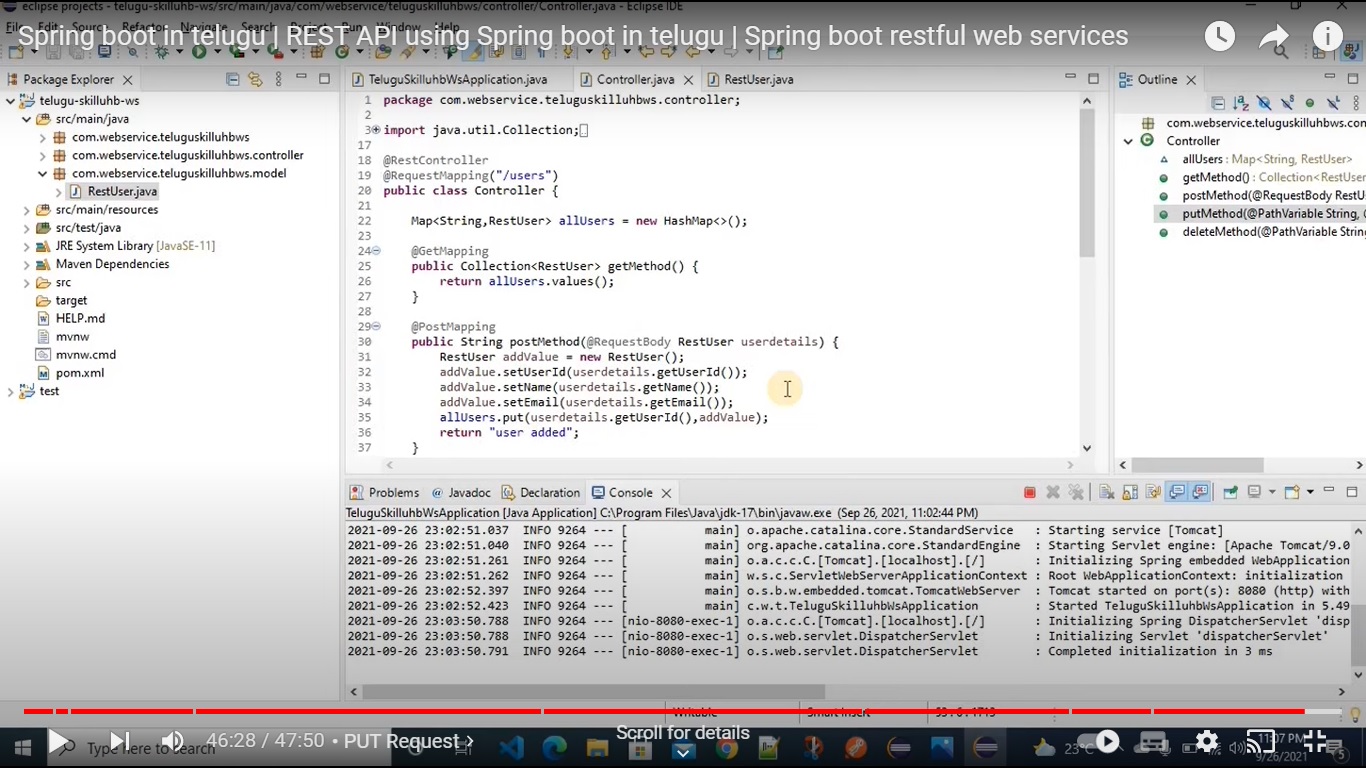 eclipse projects - telugu-skilluhb-ws/src/main/java/com/webservice/teluguskilluhbws/controller/Controller.java - Eclipse IDE
Spring boot in telugu | REST API using Spring boot in telugu | Spring boot restful web services
Package Explorer
telugu-skilluhb-ws
src/main/java
com.webservice.teluguskilluhbws
com.webservice.teluguskilluhbws.controller
com.webservice.teluguskilluhbws.model
RestUser.java
src/main/resources
src/test/java
JRE System Library [JavaSE-11]
Maven Dependencies
src
target
HELP.md
mvnw
mvnw.cmd
pom.xml
test
TeluguSkilluhbWsApplication.java Controller.java RestUser.java
1 package com.webservice.teluguskilluhbws.controller;
2
3 import java.util.Collection;
17
18 @RestController
19 @RequestMapping("/users")
20 public class Controller {
21
22 Map<String,RestUser> allUsers = new HashMap<>();
23
24 @GetMapping
25 public Collection<RestUser> getMethod() {
26 return allUsers.values();
27 }
28
29 @PostMapping
30 public String postMethod(@RequestBody RestUser userdetails) {
31 RestUser addValue = new RestUser();
32 addValue.setUserId(userdetails.getUserId());
33 addValue.setName(userdetails.getName());
34 addValue.setEmail(userdetails.getEmail());
35 allUsers.put(userdetails.getUserId(),addValue);
36 return "user added";
37 }
Outline
com.webservice.teluguskilluhbws.con
Controller
allUsers : Map<String, RestUser>
getMethod() : Collection<RestUser
postMethod(@RequestBody RestU
putMethod(@PathVariable String,
deleteMethod(@PathVariable Strin
Problems @ Javadoc Declaration Console
TeluguSkilluhbWsApplication [Java Application] C:\Program Files\Java\jdk-17\bin\javaw.exe (Sep 26, 2021, 11:02:44 PM)
2021-09-26 23:02:51.037 INFO 9264 --- [ main] o.apache.catalina.core.StandardService : Starting service [Tomcat]
2021-09-26 23:02:51.040 INFO 9264 --- [ main] org.apache.catalina.core.StandardEngine : Starting Servlet engine: [Apache Tomcat/9.0
2021-09-26 23:02:51.261 INFO 9264 --- [ main] o.a.c.c.C.[Tomcat].[localhost].[/] : Initializing Spring embedded WebApplication
2021-09-26 23:02:51.262 INFO 9264 --- [ main] w.s.c.ServletWebServerApplicationContext : Root WebApplicationContext: initialization
2021-09-26 23:02:52.397 INFO 9264 --- [ main] o.s.b.w.embedded.tomcat.TomcatWebServer : Tomcat started on port(s): 8080 (http) with
2021-09-26 23:02:52.423 INFO 9264 --- [ main] c.w.t.TeluguSkilluhbWsApplication : Started TeluguSkilluhbWsApplication in 5.49
2021-09-26 23:03:50.788 INFO 9264 --- [nio-8080-exec-1] o.a.c.c.C.[Tomcat].[localhost].[/] : Initializing Spring DispatcherServlet 'disp
2021-09-26 23:03:50.788 INFO 9264 --- [nio-8080-exec-1] o.s.web.servlet.DispatcherServlet : Initializing Servlet 'dispatcherServlet'
2021-09-26 23:03:50.791 INFO 9264 --- [nio-8080-exec-1] o.s.web.servlet.DispatcherServlet : Completed initialization in 3 ms
Scroll for details
46:28 / 47:50 • PUT Request
Type here to search
23°C
11:07 PM
9/26/2021